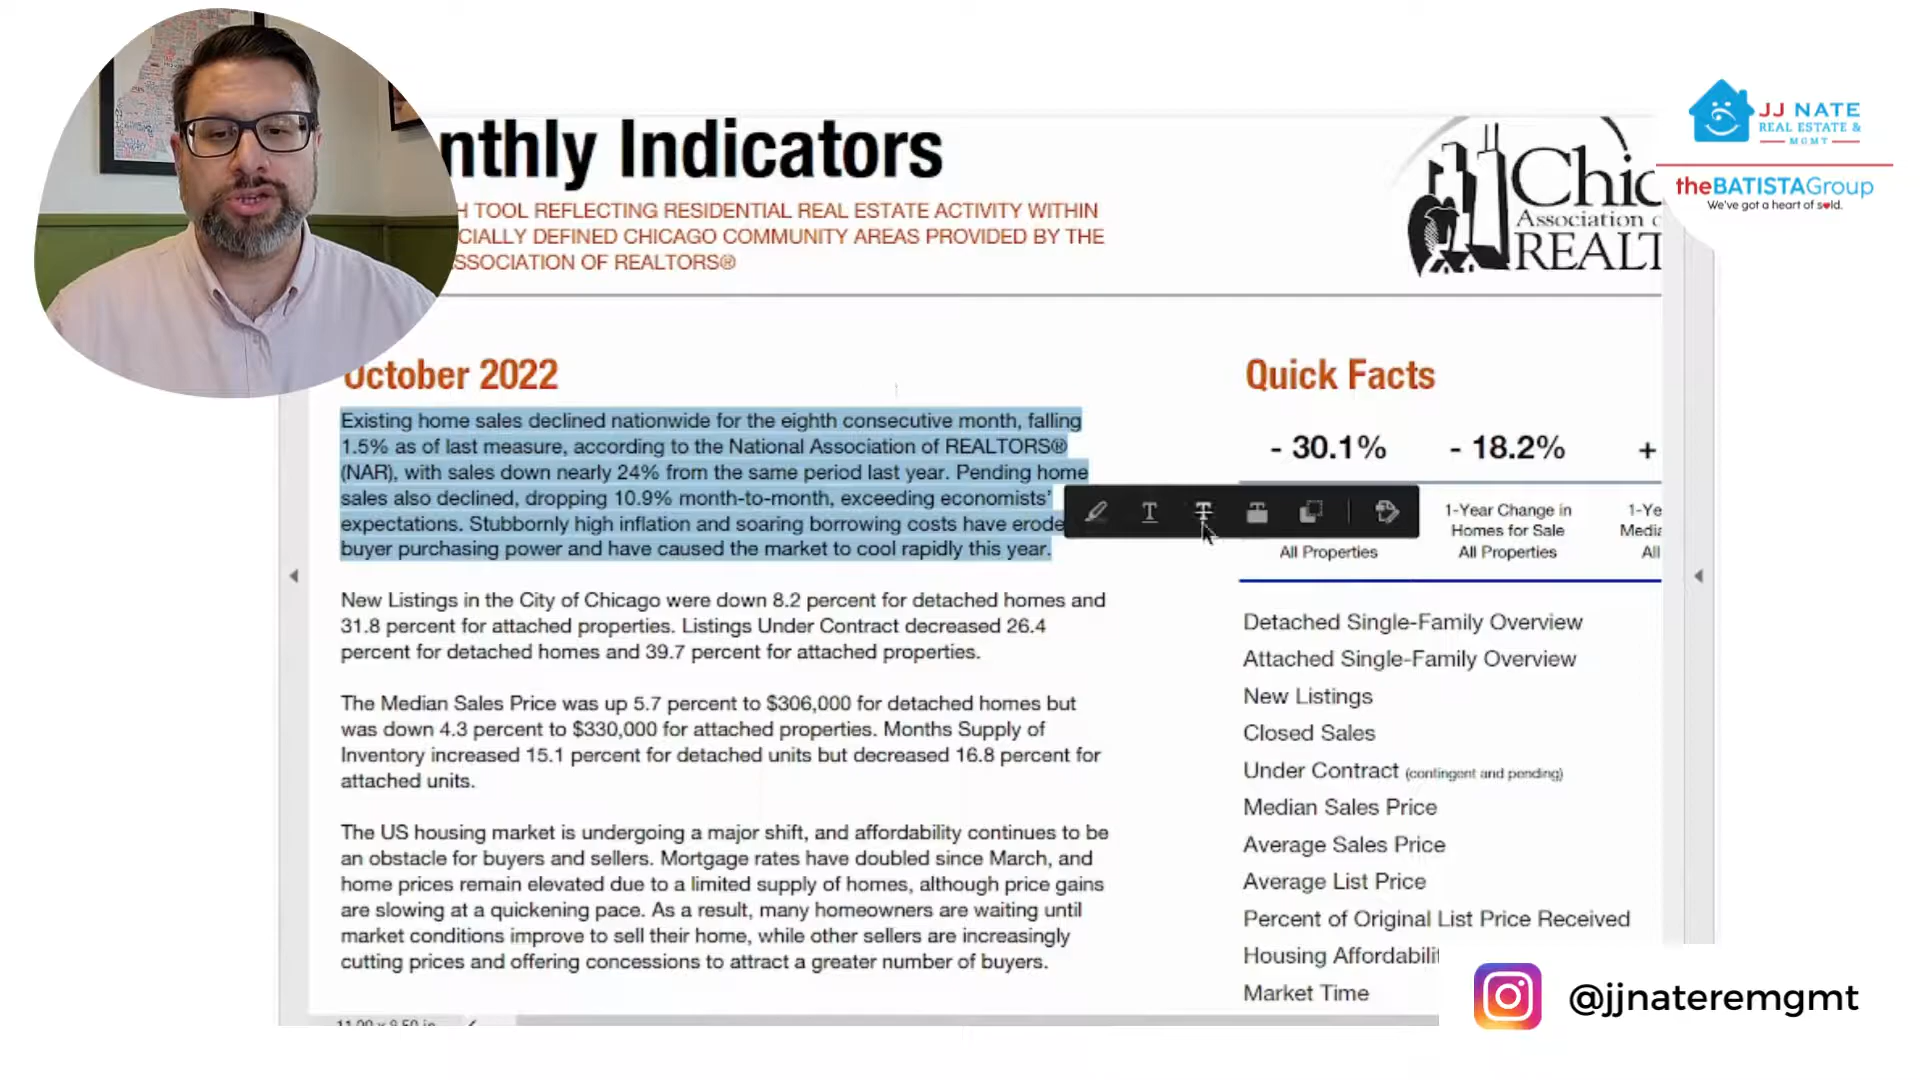 nthly Indicators
H TOOL REFLECTING RESIDENTIAL REAL ESTATE ACTIVITY WITHIN
CIALLY DEFINED CHICAGO COMMUNITY AREAS PROVIDED BY THE
SSOCIATION OF REALTORS®
Chic
Association o
REALT
JJ NATE
REAL ESTATE &
MGMT
theBATISTAGroup
We've got a heart of sold.
October 2022
Existing home sales declined nationwide for the eighth consecutive month, falling
1.5% as of last measure, according to the National Association of REALTORS®
(NAR), with sales down nearly 24% from the same period last year. Pending home
sales also declined, dropping 10.9% month-to-month, exceeding economists'
expectations. Stubbornly high inflation and soaring borrowing costs have erode
buyer purchasing power and have caused the market to cool rapidly this year.
New Listings in the City of Chicago were down 8.2 percent for detached homes and
31.8 percent for attached properties. Listings Under Contract decreased 26.4
percent for detached homes and 39.7 percent for attached properties.
The Median Sales Price was up 5.7 percent to $306,000 for detached homes but
was down 4.3 percent to $330,000 for attached properties. Months Supply of
Inventory increased 15.1 percent for detached units but decreased 16.8 percent for
attached units.
The US housing market is undergoing a major shift, and affordability continues to be
an obstacle for buyers and sellers. Mortgage rates have doubled since March, and
home prices remain elevated due to a limited supply of homes, although price gains
are slowing at a quickening pace. As a result, many homeowners are waiting until
market conditions improve to sell their home, while other sellers are increasingly
cutting prices and offering concessions to attract a greater number of buyers.
Quick Facts
- 30.1% - 18.2% +
All Properties
1-Year Change in
Homes for Sale
All Properties
1-Ye
Media
All
Detached Single-Family Overview
Attached Single-Family Overview
New Listings
Closed Sales
Under Contract (contingent and pending)
Median Sales Price
Average Sales Price
Average List Price
Percent of Original List Price Received
Housing Affordabilit
Market Time
@jjnateremgmt